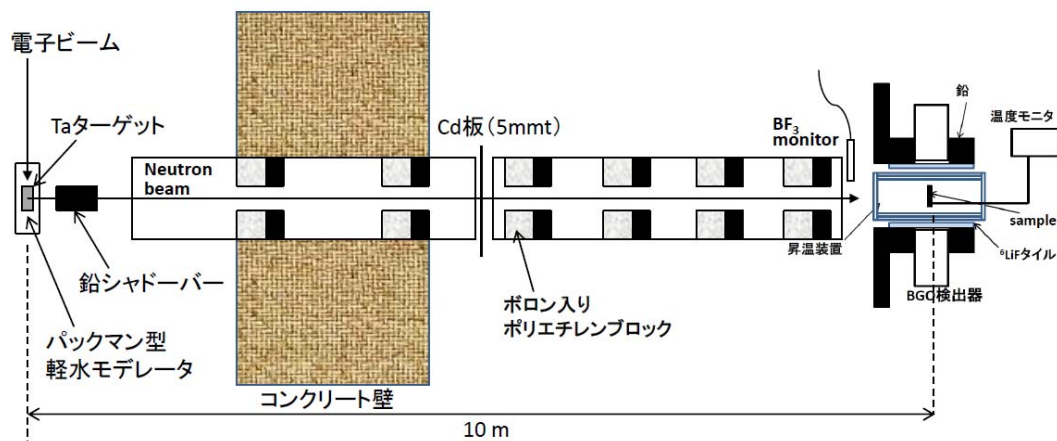 電子ビーム
Taターゲット
Neutron
beam
Cd板（5mmt）
BF3
monitor
鉛
温度モニタ
sample
昇温装置
⁶LiFタイル
BGO検出器
鉛シャドーバー
ボロン入り
ポリエチレンブロック
パックマン型
軽水モデレータ
コンクリート壁
10 m